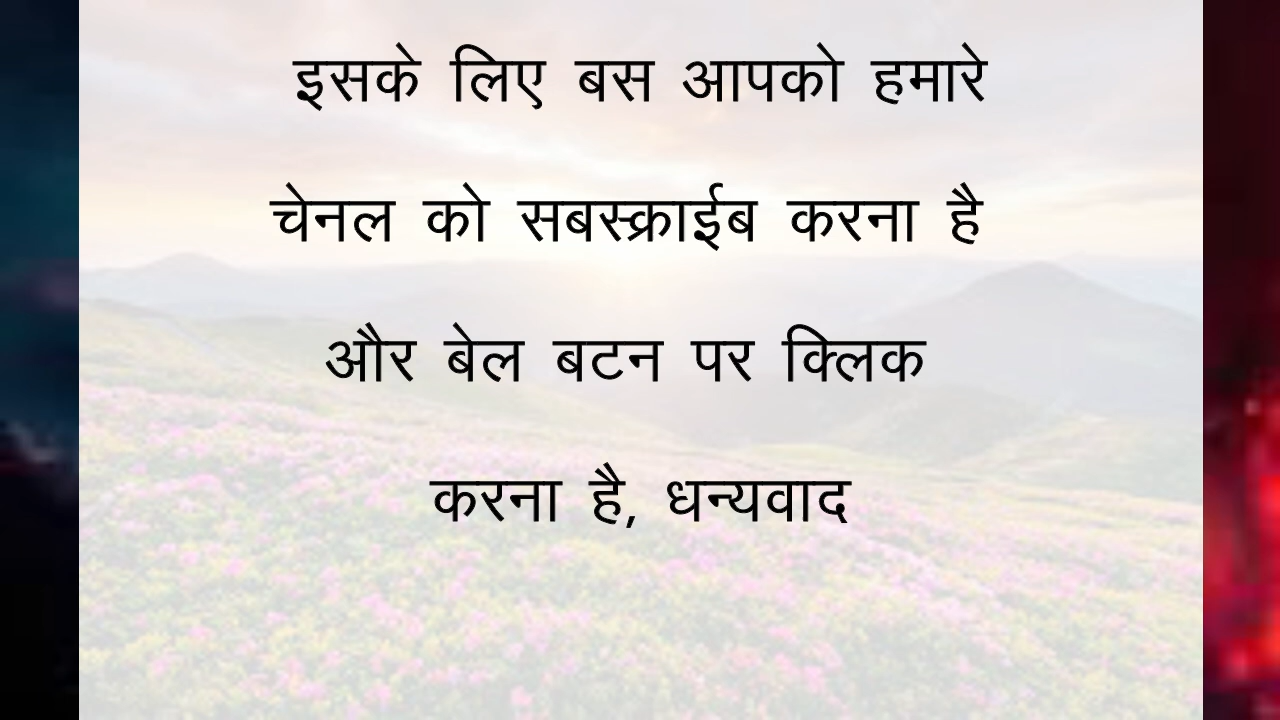 इसके लिए बस आपको हमारे
चेनल को सबस्क्राईब करना है
और बेल बटन पर क्लिक
करना है, धन्यवाद